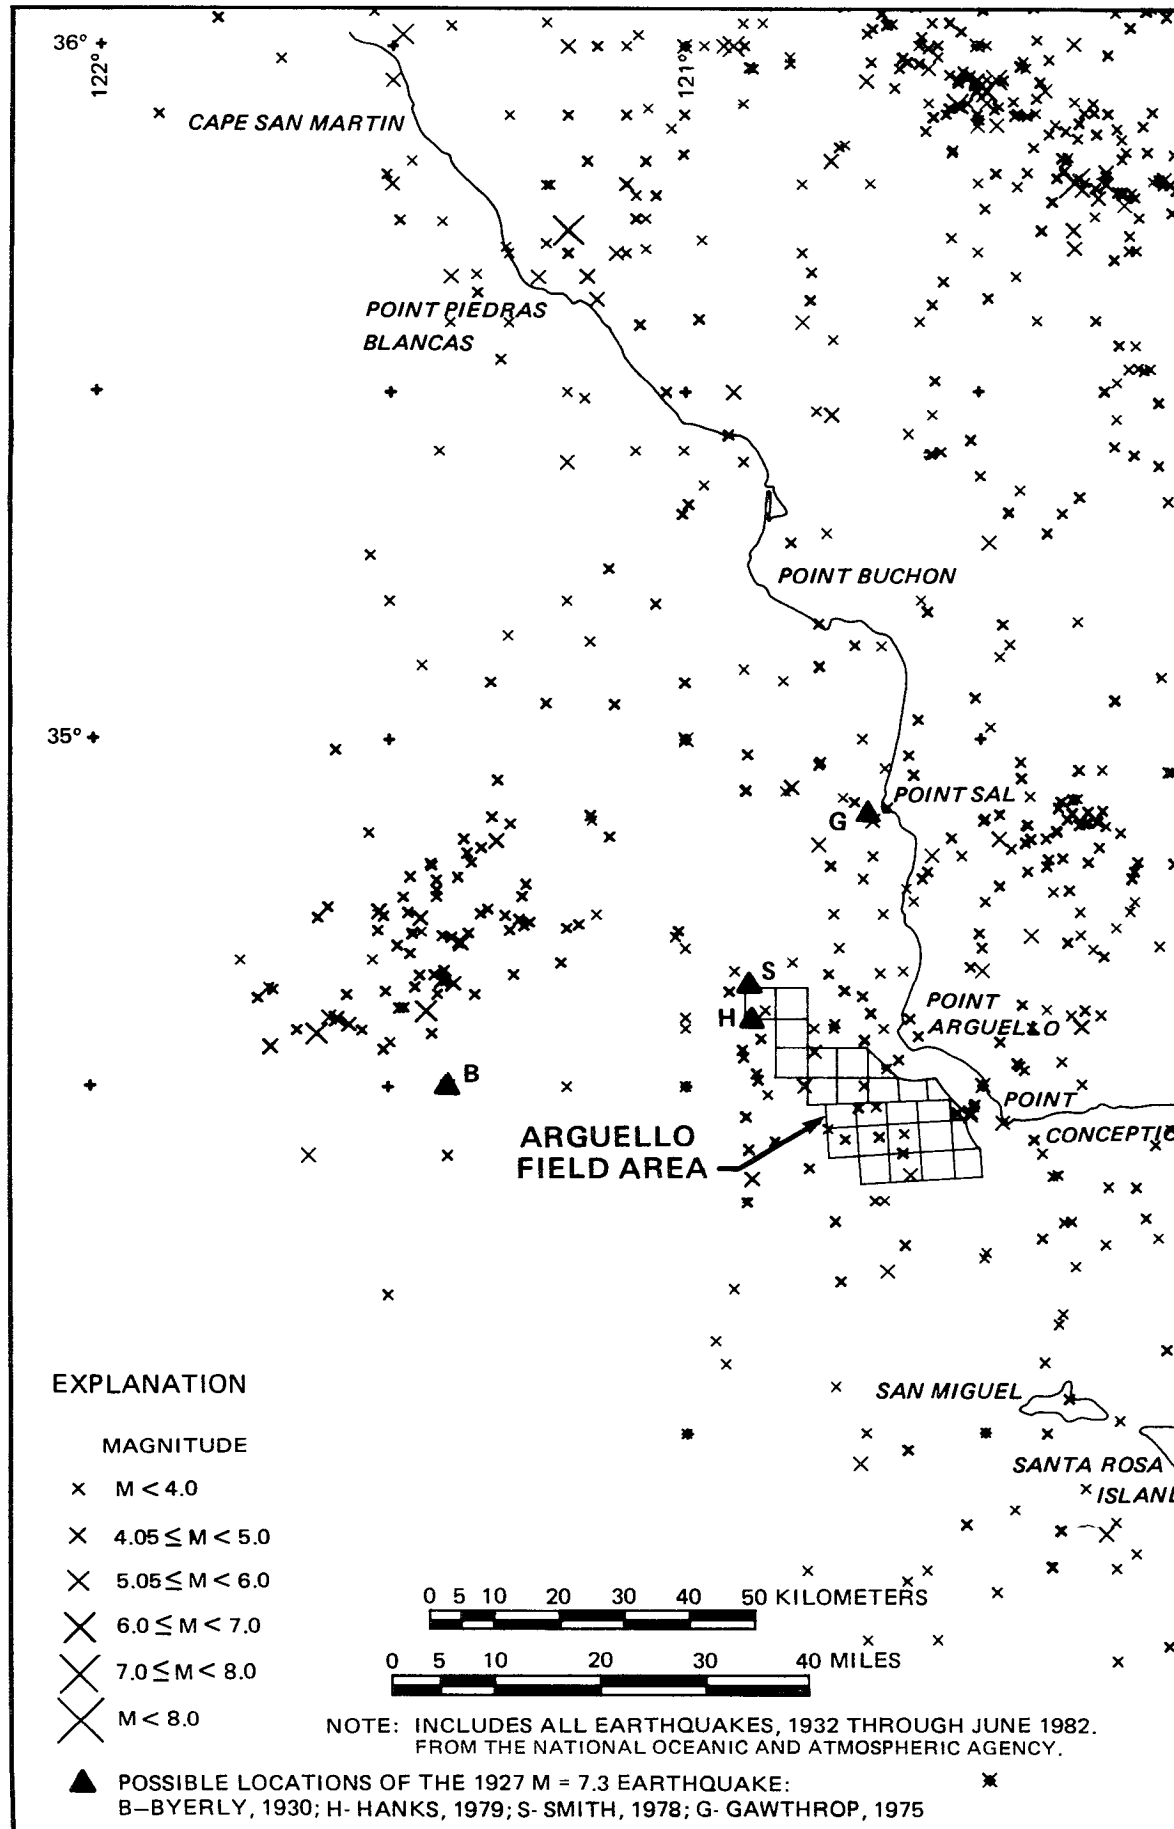 36°
122°
121°
CAPE SAN MARTIN
POINT PIEDRAS
BLANCAS
POINT BUCHON
35°
POINT SAL
G
S
H
POINT
ARGUELLO
B
POINT
CONCEPTIO
ARGUELLO
FIELD AREA
EXPLANATION
SAN MIGUEL
MAGNITUDE
SANTA ROSA
ISLAND
M < 4.0
4.05 ≤ M < 5.0
5.05 ≤ M < 6.0
6.0 ≤ M < 7.0
7.0 ≤ M < 8.0
M < 8.0
0 5 10 20 30 40 50 KILOMETERS
0 5 10 20 30 40 MILES
NOTE: INCLUDES ALL EARTHQUAKES, 1932 THROUGH JUNE 1982.
FROM THE NATIONAL OCEANIC AND ATMOSPHERIC AGENCY.
POSSIBLE LOCATIONS OF THE 1927 M = 7.3 EARTHQUAKE:
B–BYERLY, 1930; H- HANKS, 1979; S- SMITH, 1978; G- GAWTHROP, 1975